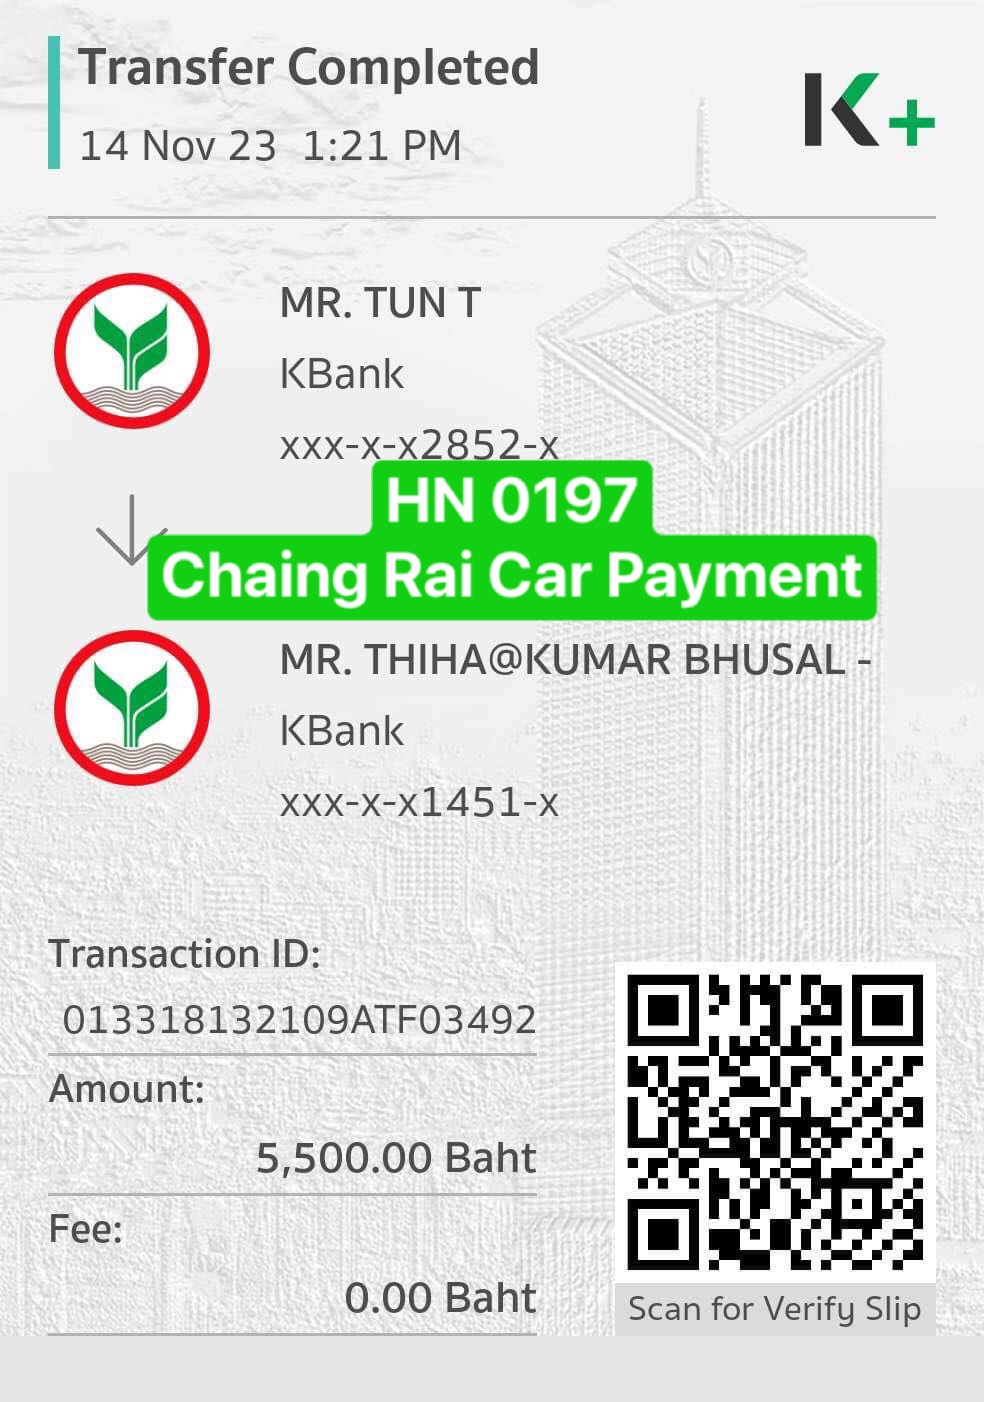 Transfer Completed
14 Nov 23 1:21 PM
K+
MR. TUN T
KBank
xxx-x-x2852-x
HN 0197
Chaing Rai Car Payment
MR. THIHA@KUMAR BHUSAL -
KBank
xxx-x-x1451-x
Transaction ID:
013318132109ATF03492
Amount:
5,500.00 Baht
Fee:
0.00 Baht
Scan for Verify Slip